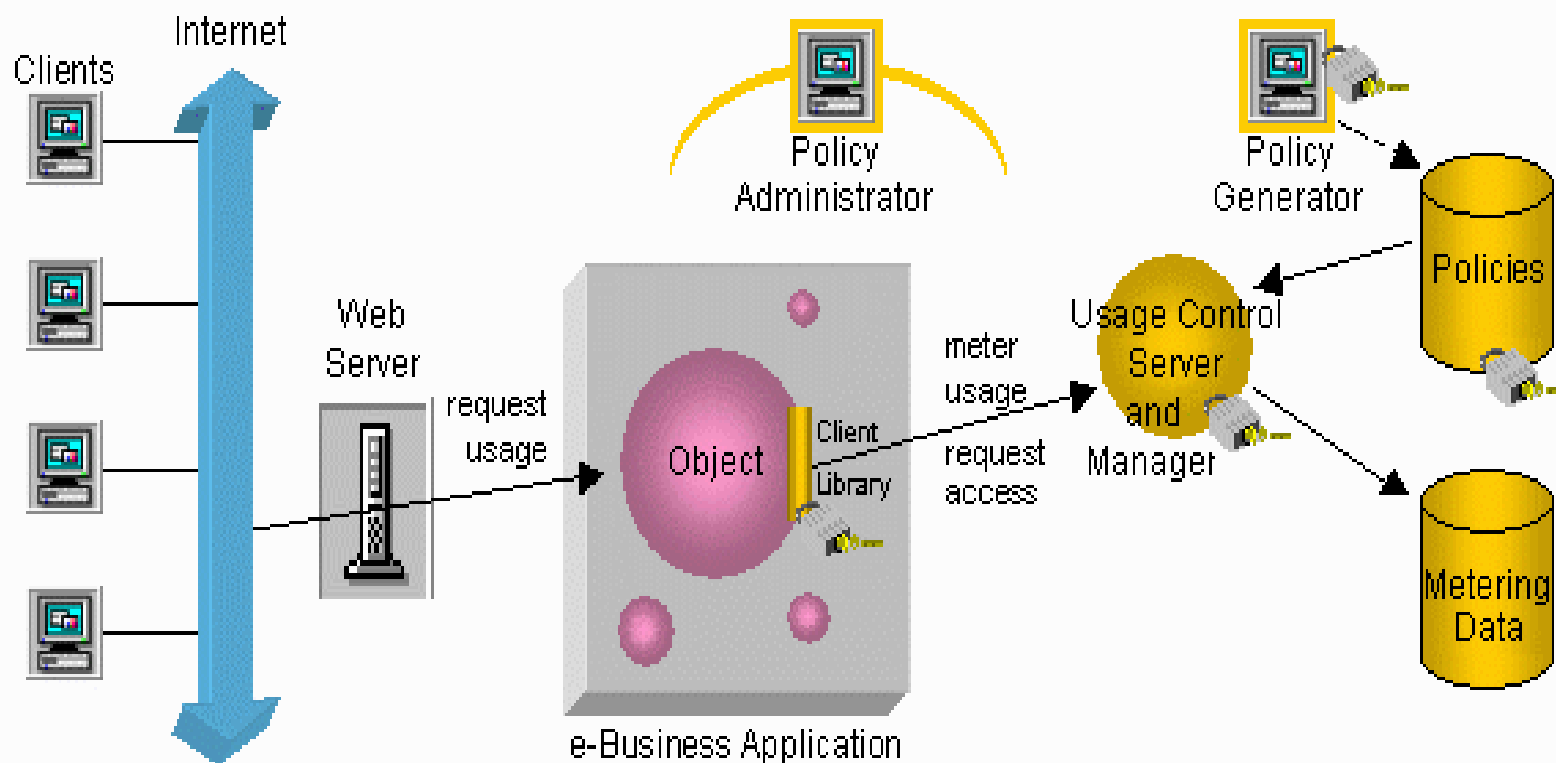 Internet
Clients
Policy
Administrator
Policy
Generator
Policies
Web
Server
request
usage
Object
Client
Library
meter
usage
request
access
Usage Control
Server
and
Manager
Metering
Data
e-Business Application